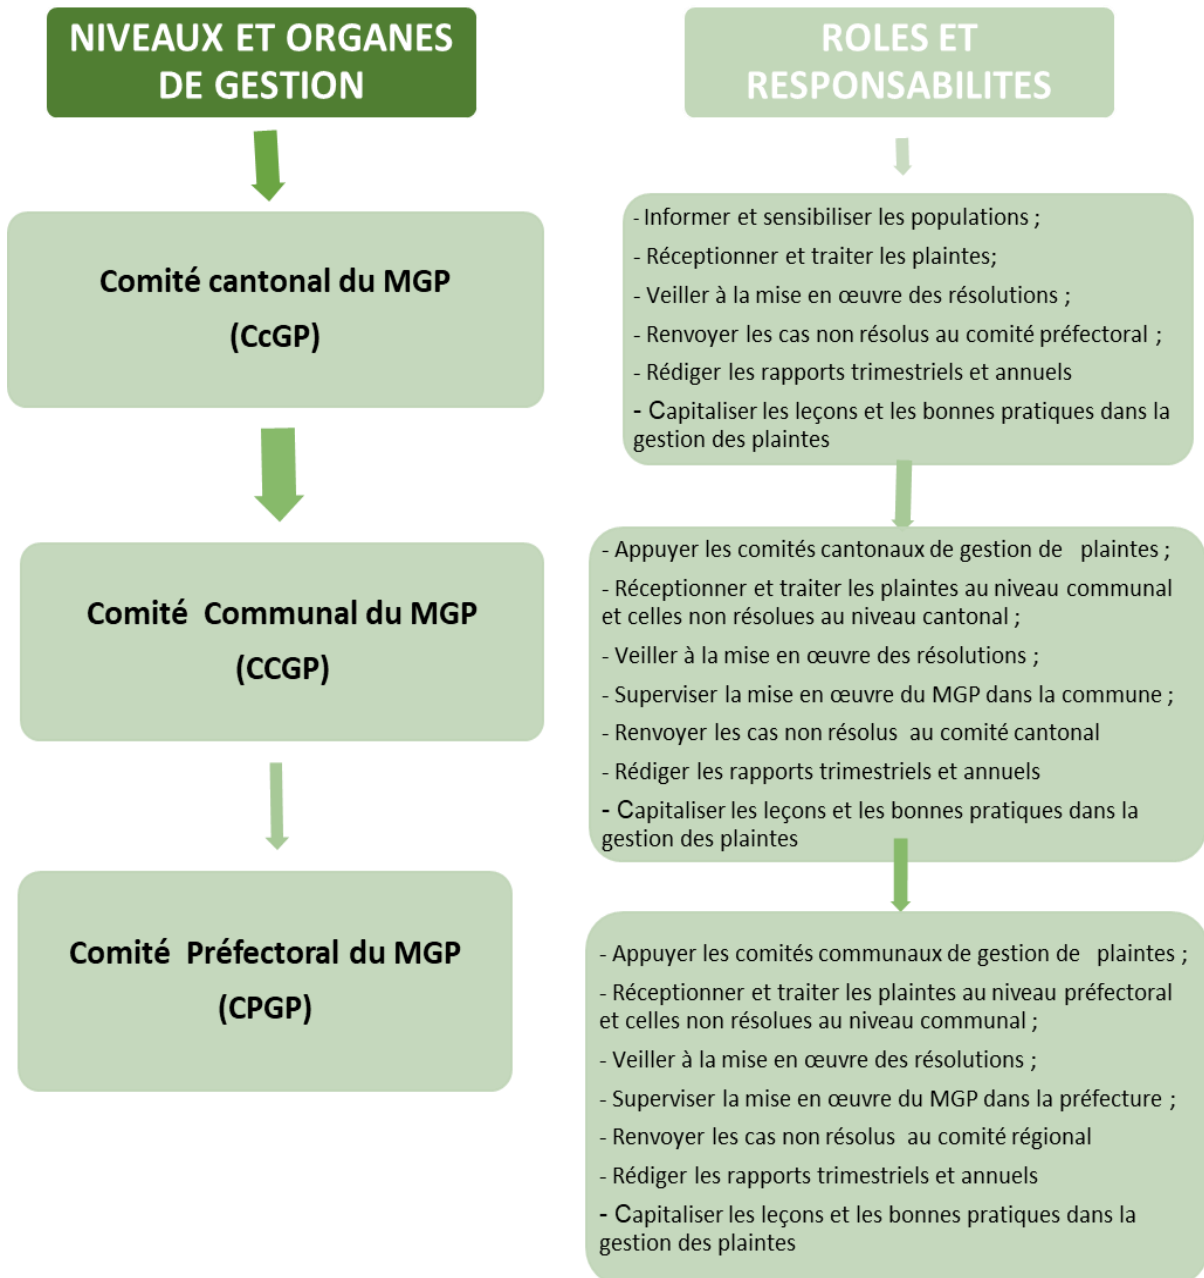 NIVEAUX ET ORGANES
DE GESTION
Comité cantonal du MGP
(CcGP)
Comité  Communal du MGP
(CCGP)
Comité  Préfectoral du MGP
(CPGP)
ROLES ET
RESPONSABILITES
- Informer et sensibiliser les populations ;
- Réceptionner et traiter les plaintes;
- Veiller à la mise en œuvre des résolutions ;
- Renvoyer les cas non résolus au comité préfectoral ;
- Rédiger les rapports trimestriels et annuels
- Capitaliser les leçons et les bonnes pratiques dans la
gestion des plaintes
- Appuyer les comités cantonaux de gestion de   plaintes ;
- Réceptionner et traiter les plaintes au niveau communal
et celles non résolues au niveau cantonal ;
- Veiller à la mise en œuvre des résolutions ;
- Superviser la mise en œuvre du MGP dans la commune ;
- Renvoyer les cas non résolus  au comité cantonal
- Rédiger les rapports trimestriels et annuels
- Capitaliser les leçons et les bonnes pratiques dans la
gestion des plaintes
- Appuyer les comités communaux de gestion de   plaintes ;
- Réceptionner et traiter les plaintes au niveau préfectoral
et celles non résolues au niveau communal ;
- Veiller à la mise en œuvre des résolutions ;
- Superviser la mise en œuvre du MGP dans la préfecture ;
- Renvoyer les cas non résolus  au comité régional
- Rédiger les rapports trimestriels et annuels
- Capitaliser les leçons et les bonnes pratiques dans la
gestion des plaintes